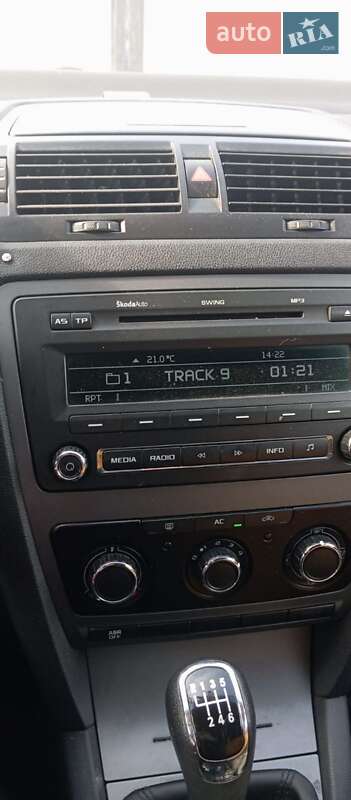 auto RIA
.com
ŠkodaAuto SWING MP3
AS TP
21.0°C 14:22
1 TRACK 9 01:21
RPT MIX
MEDIA RADIO INFO
AC
ASR
OFF
R 1 3 5
2 4 6